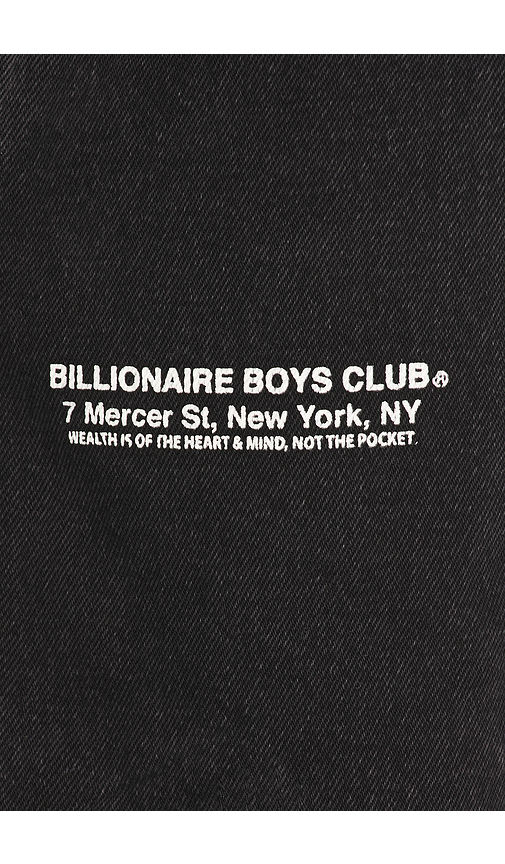 BILLIONAIRE BOYS CLUB®
7 Mercer St, New York, NY
WEALTH IS OF THE HEART & MIND, NOT THE POCKET.